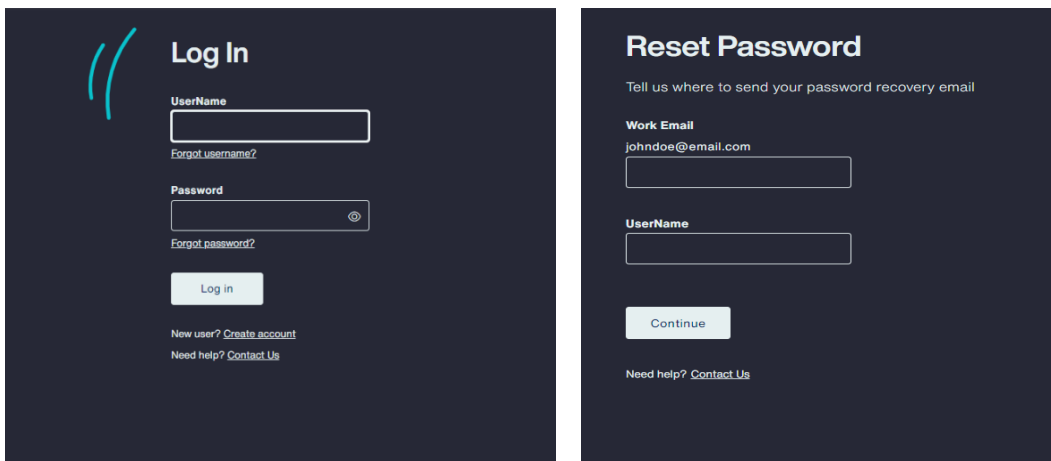 Log In
UserName
Forgot username?
Password
Forgot password?
Log in
New user? Create account
Need help? Contact Us
Reset Password
Tell us where to send your password recovery email
Work Email
johndoe@email.com
UserName
Continue
Need help? Contact Us